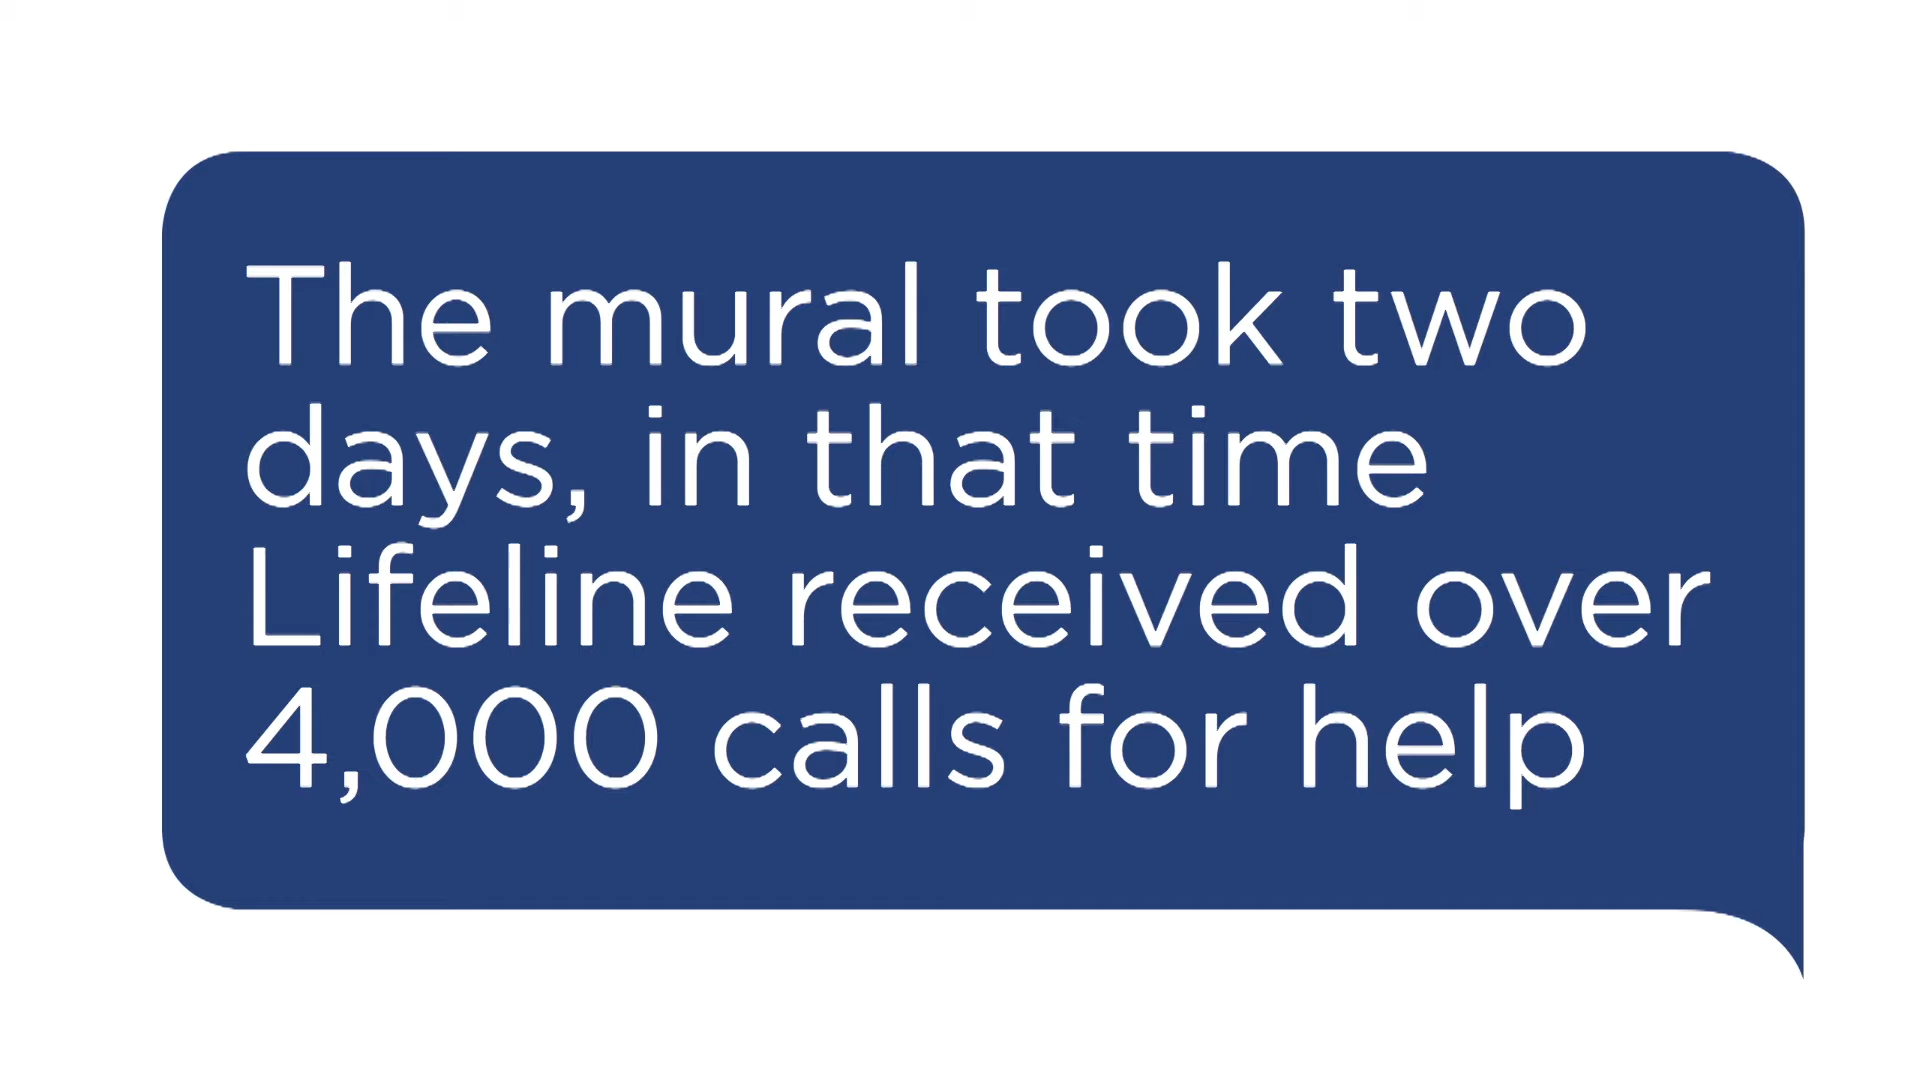 The mural took two
days, in that time
Lifeline received over
4,000 calls for help